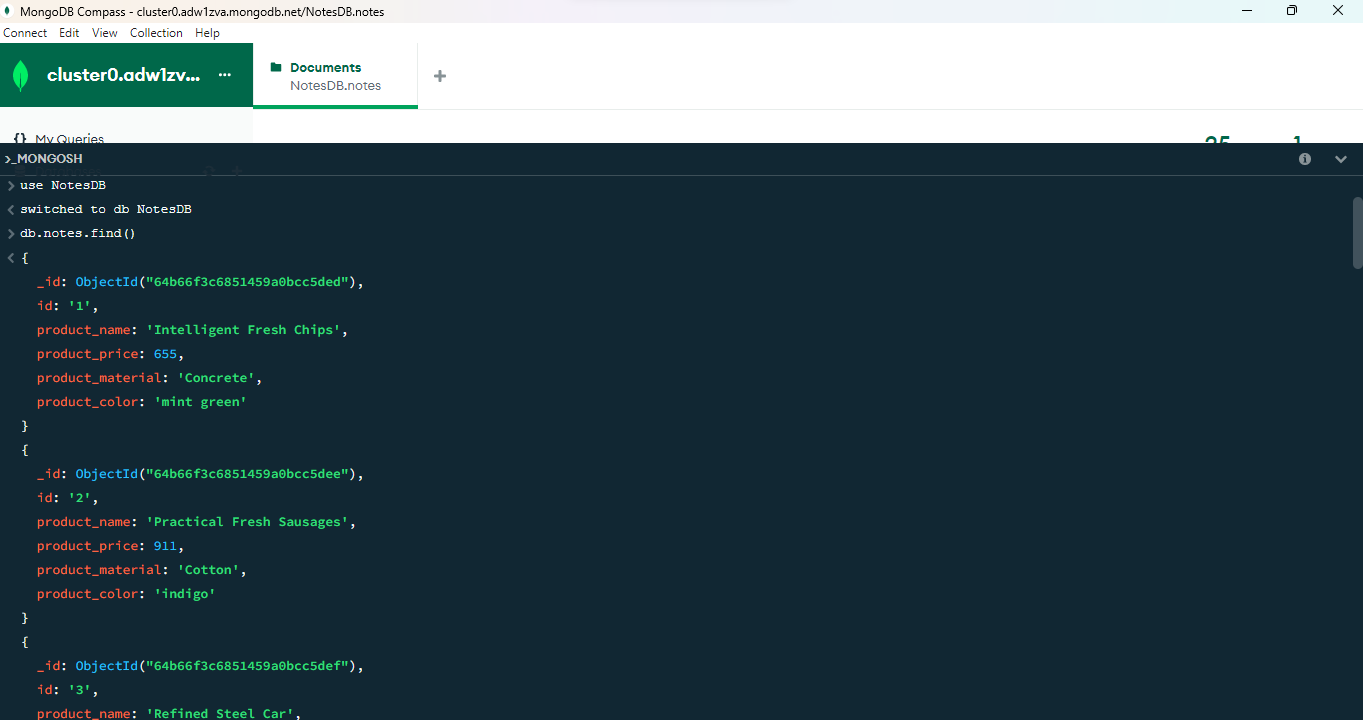 MongoDB Compass - cluster0.adw1zva.mongodb.net/NotesDB.notes
Connect Edit View Collection Help
cluster0.adw1zv... ...
Documents
NotesDB.notes
+
{} My Queries
25 1
>_MONGOSH
> use NotesDB
< switched to db NotesDB
> db.notes.find()
< {
_id: ObjectId("64b66f3c6851459a0bcc5ded"),
id: '1',
product_name: 'Intelligent Fresh Chips',
product_price: 655,
product_material: 'Concrete',
product_color: 'mint green'
}
{
_id: ObjectId("64b66f3c6851459a0bcc5dee"),
id: '2',
product_name: 'Practical Fresh Sausages',
product_price: 911,
product_material: 'Cotton',
product_color: 'indigo'
}
{
_id: ObjectId("64b66f3c6851459a0bcc5def"),
id: '3',
product_name: 'Refined Steel Car',